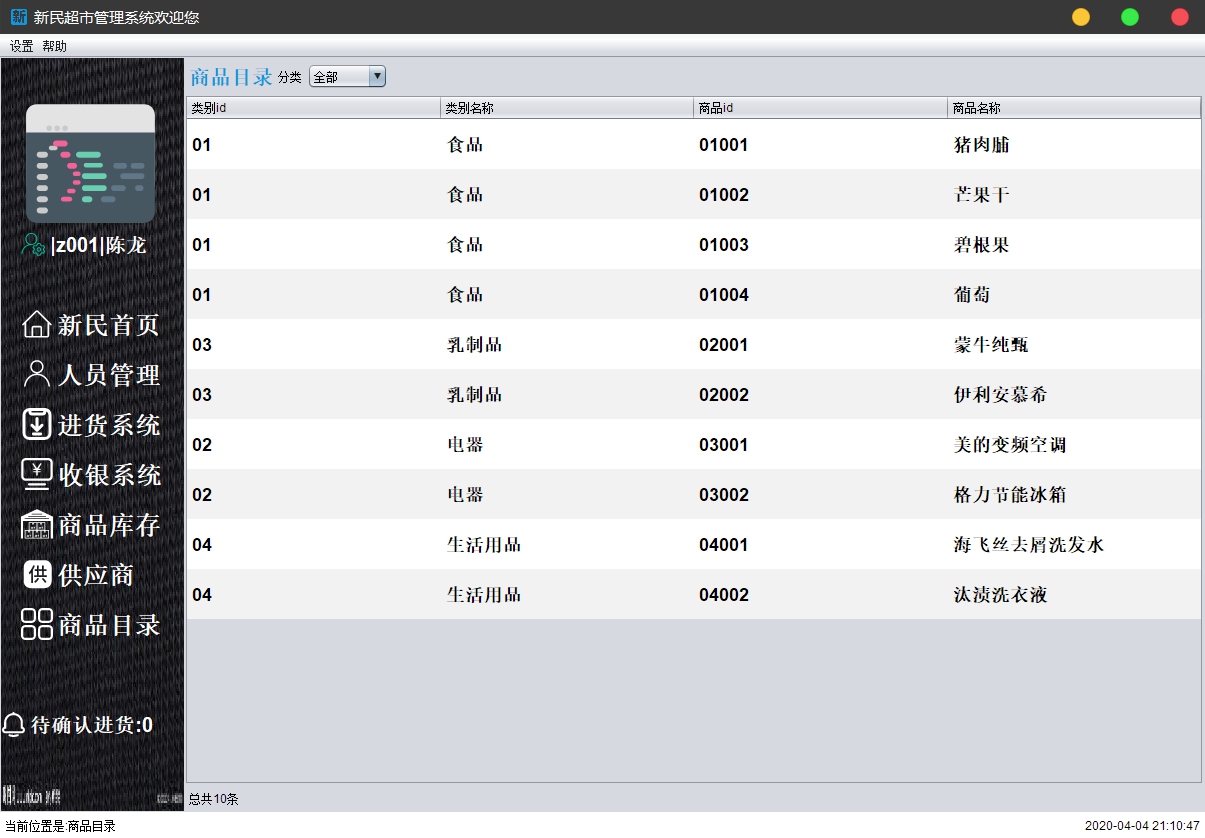 新 新民超市管理系统欢迎您
设置 帮助
商品目录 分类 全部
类别id 类别名称 商品id 商品名称
01 食品 01001 猪肉脯
01 食品 01002 芒果干
01 食品 01003 碧根果
01 食品 01004 葡萄
03 乳制品 02001 蒙牛纯甄
03 乳制品 02002 伊利安慕希
02 电器 03001 美的变频空调
02 电器 03002 格力节能冰箱
04 生活用品 04001 海飞丝去屑洗发水
04 生活用品 04002 汰渍洗衣液
|z001|陈龙
新民首页
人员管理
进货系统
¥ 收银系统
商品库存
供 供应商
商品目录
待确认进货:0
总共10条
当前位置是:商品目录
2020-04-04 21:10:47